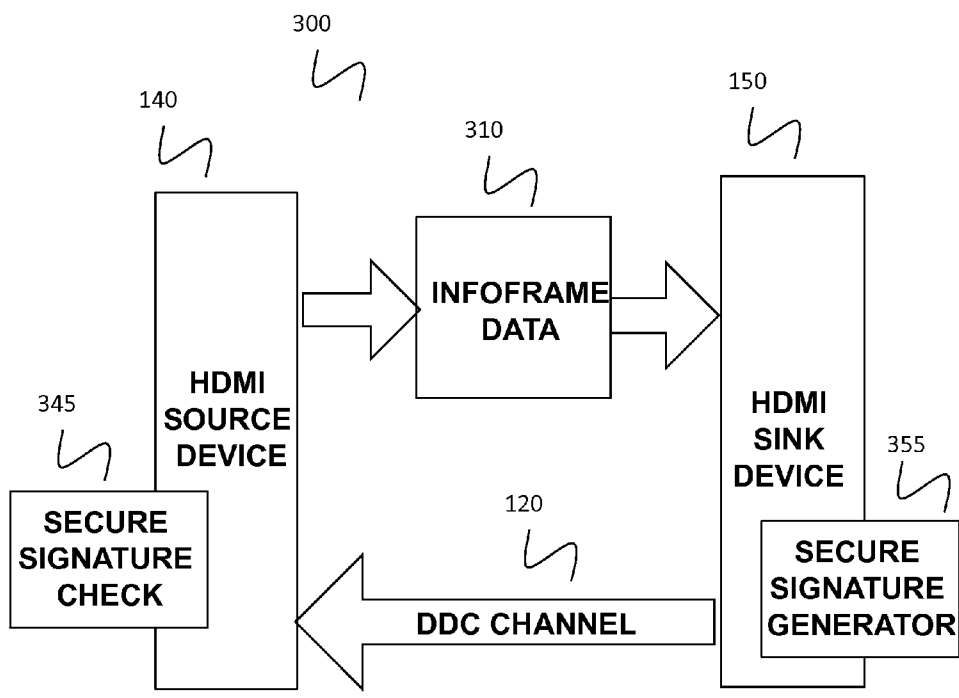 300
140
150
310
INFOFRAME
DATA
HDMI
SOURCE
DEVICE
HDMI
SINK
DEVICE
345
355
120
SECURE
SIGNATURE
CHECK
SECURE
SIGNATURE
GENERATOR
DDC CHANNEL